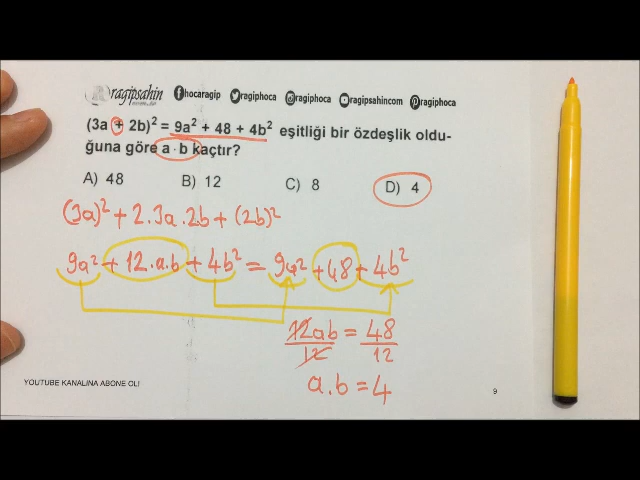 ragipsahin hocaragip ragiphoca ragiphoca ragipsahincom ragiphoca
(3a + 2b)² = 9a² + 48 + 4b² eşitliği bir özdeşlik oldu-
ğuna göre a · b kaçtır?
A) 48 B) 12 C) 8 D) 4
(3a)² + 2.3a.2b + (2b)²
9a² + 12.a.b + 4b² = 9a² + 48 + 4b²
12ab/12 = 48/12
a.b = 4
YOUTUBE KANALINA ABONE OL! 9